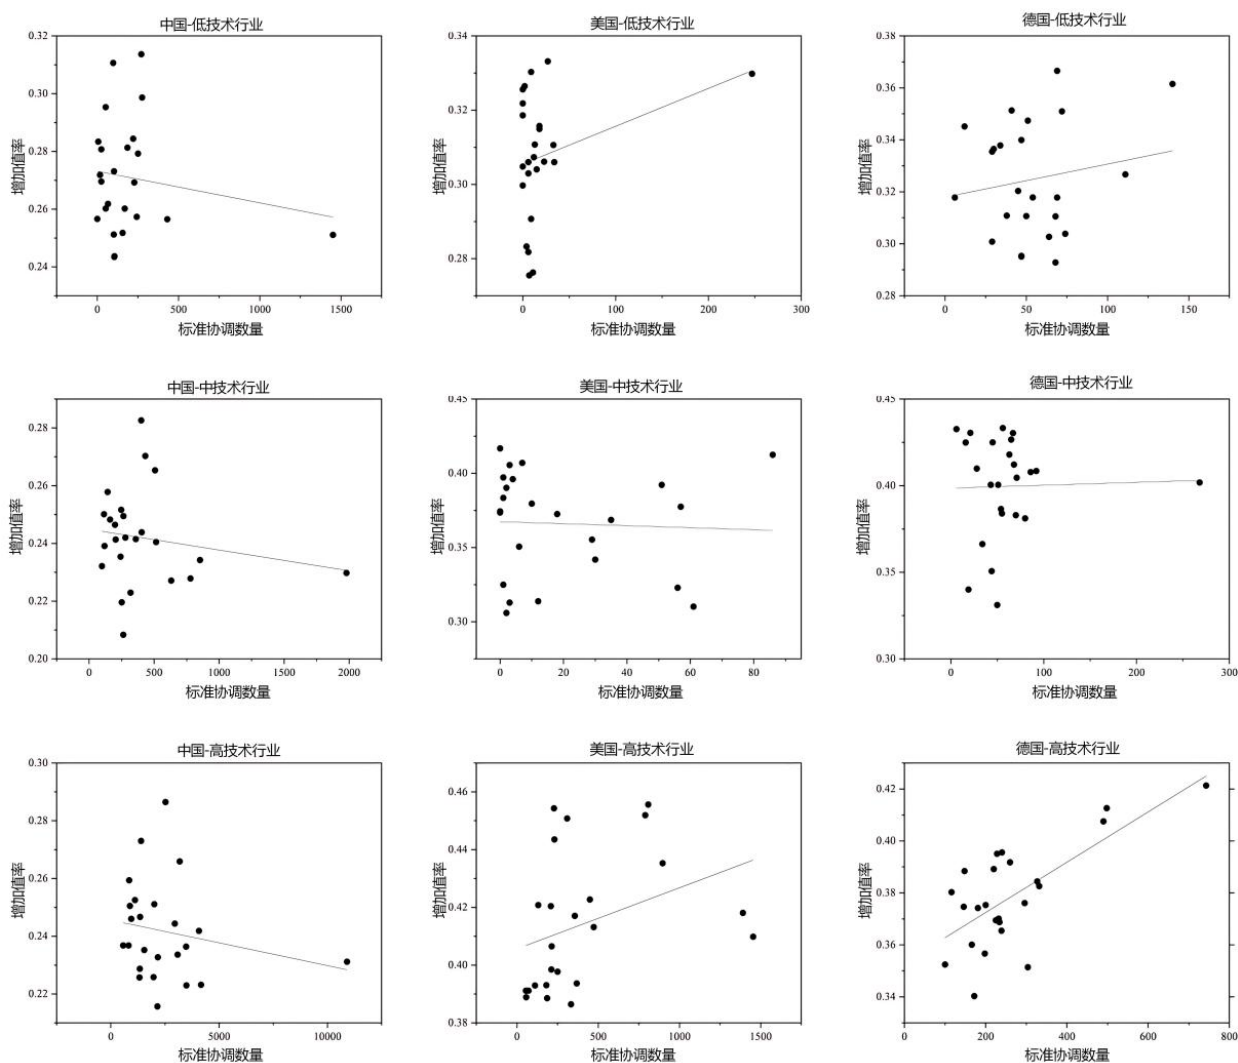 中国-低技术行业
0.32
0.30
0.28
0.26
0.24
增加值率
0 500 1000 1500
标准协调数量
美国-低技术行业
0.34
0.32
0.30
0.28
增加值率
0 100 200 300
标准协调数量
德国-低技术行业
0.38
0.36
0.34
0.32
0.30
0.28
增加值率
0 50 100 150
标准协调数量
中国-中技术行业
0.28
0.26
0.24
0.22
0.20
增加值率
0 500 1000 1500 2000
标准协调数量
美国-中技术行业
0.45
0.40
0.35
0.30
增加值率
0 20 40 60 80
标准协调数量
德国-中技术行业
0.45
0.40
0.35
0.30
增加值率
0 100 200 300
标准协调数量
中国-高技术行业
0.30
0.28
0.26
0.24
0.22
增加值率
0 5000 10000
标准协调数量
美国-高技术行业
0.46
0.44
0.42
0.40
0.38
增加值率
0 500 1000 1500
标准协调数量
德国-高技术行业
0.42
0.40
0.38
0.36
0.34
增加值率
0 200 400 600 800
标准协调数量